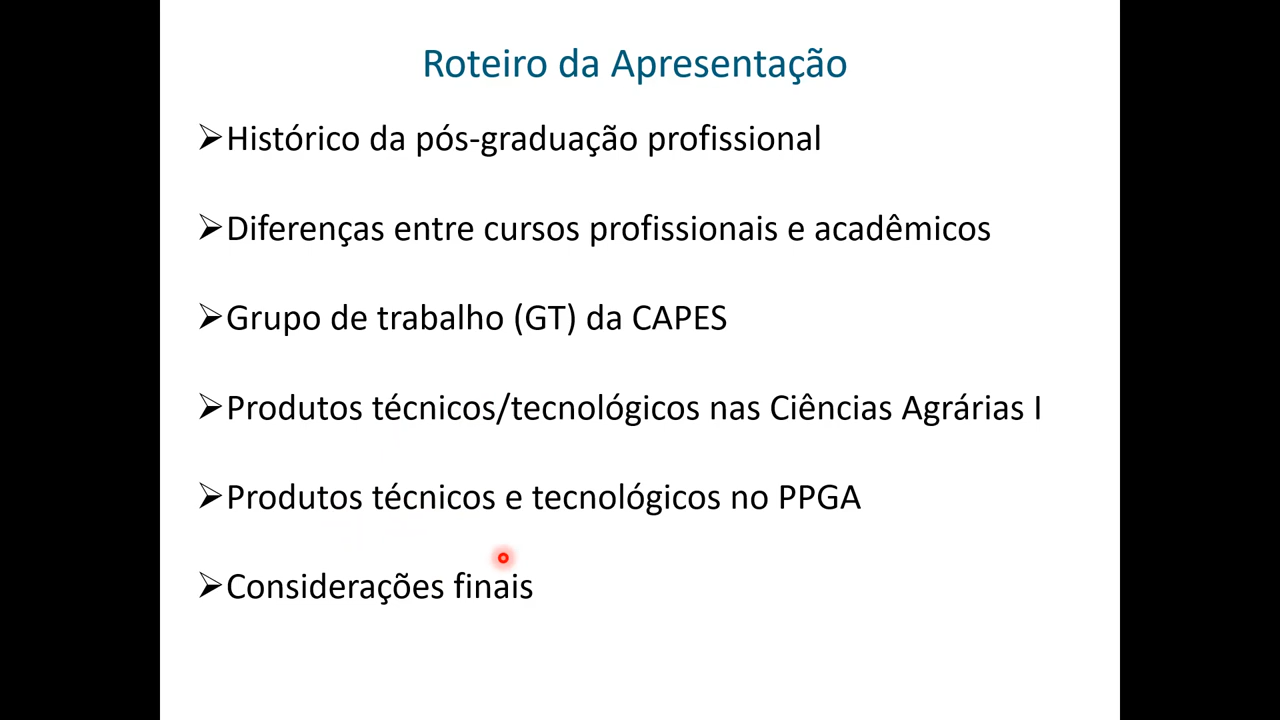 Roteiro da Apresentação
➢Histórico da pós-graduação profissional
➢Diferenças entre cursos profissionais e acadêmicos
➢Grupo de trabalho (GT) da CAPES
➢Produtos técnicos/tecnológicos nas Ciências Agrárias I
➢Produtos técnicos e tecnológicos no PPGA
➢Considerações finais